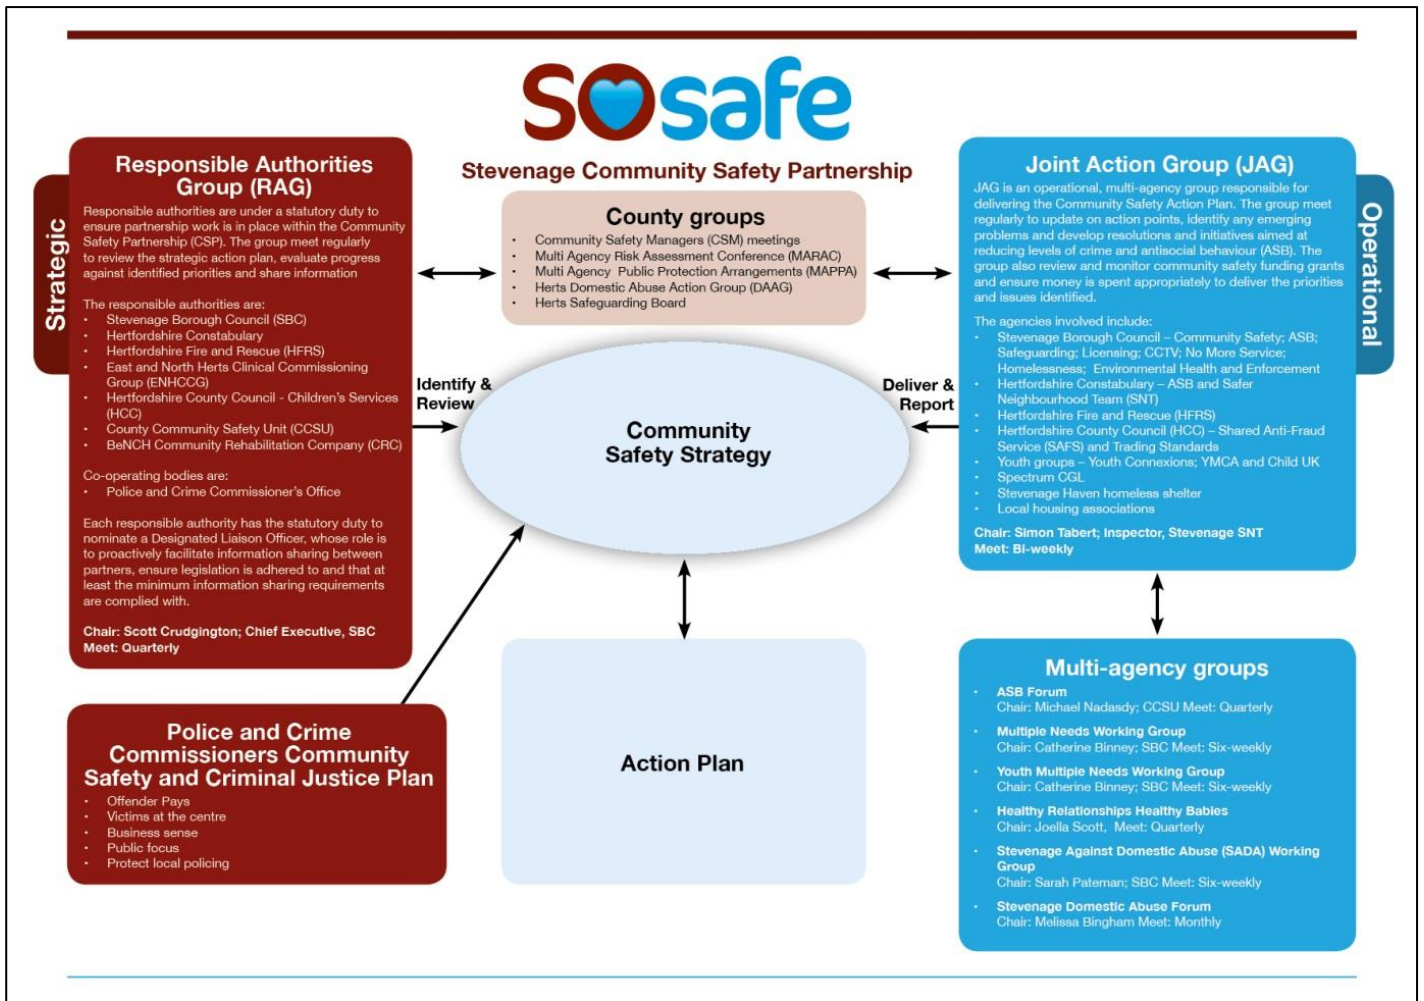 SOsafe
Stevenage Community Safety Partnership
Strategic
Responsible Authorities
Group (RAG)
Responsible authorities are under a statutory duty to
ensure partnership work is in place within the Community
Safety Partnership (CSP). The group meet regularly
to review the strategic action plan, evaluate progress
against identified priorities and share information
The responsible authorities are:
• Stevenage Borough Council (SBC)
• Hertfordshire Constabulary
• Hertfordshire Fire and Rescue (HFRS)
• East and North Herts Clinical Commissioning
Group (ENHCCG)
• Hertfordshire County Council - Children's Services
(HCC)
• County Community Safety Unit (CCSU)
• BeNCH Community Rehabilitation Company (CRC)
Co-operating bodies are:
• Police and Crime Commissioner's Office
Each responsible authority has the statutory duty to
nominate a Designated Liaison Officer, whose role is
to proactively facilitate information sharing between
partners, ensure legislation is adhered to and that at
least the minimum information sharing requirements
are complied with.
Chair: Scott Crudgington; Chief Executive, SBC
Meet: Quarterly
Police and Crime
Commissioners Community
Safety and Criminal Justice Plan
• Offender Pays
• Victims at the centre
• Business sense
• Public focus
• Protect local policing
County groups
• Community Safety Managers (CSM) meetings
• Multi Agency Risk Assessment Conference (MARAC)
• Multi Agency Public Protection Arrangements (MAPPA)
• Herts Domestic Abuse Action Group (DAAG)
• Herts Safeguarding Board
Identify &
Review
Community
Safety Strategy
Deliver &
Report
Action Plan
Operational
Joint Action Group (JAG)
JAG is an operational, multi-agency group responsible for
delivering the Community Safety Action Plan. The group meet
regularly to update on action points, identify any emerging
problems and develop resolutions and initiatives aimed at
reducing levels of crime and antisocial behaviour (ASB). The
group also review and monitor community safety funding grants
and ensure money is spent appropriately to deliver the priorities
and issues identified.
The agencies involved include:
• Stevenage Borough Council – Community Safety; ASB;
Safeguarding; Licensing; CCTV; No More Service;
Homelessness; Environmental Health and Enforcement
• Hertfordshire Constabulary – ASB and Safer
Neighbourhood Team (SNT)
• Hertfordshire Fire and Rescue (HFRS)
• Hertfordshire County Council (HCC) – Shared Anti-Fraud
Service (SAFS) and Trading Standards
• Youth groups – Youth Connexions; YMCA and Child UK
• Spectrum CGL
• Stevenage Haven homeless shelter
• Local housing associations
Chair: Simon Tabert; Inspector, Stevenage SNT
Meet: Bi-weekly
Multi-agency groups
• ASB Forum
Chair: Michael Nadasdy; CCSU Meet: Quarterly
• Multiple Needs Working Group
Chair: Catherine Binney; SBC Meet: Six-weekly
• Youth Multiple Needs Working Group
Chair: Catherine Binney; SBC Meet: Six-weekly
• Healthy Relationships Healthy Babies
Chair: Joella Scott, Meet: Quarterly
• Stevenage Against Domestic Abuse (SADA) Working
Group
Chair: Sarah Pateman; SBC Meet: Six-weekly
• Stevenage Domestic Abuse Forum
Chair: Melissa Bingham Meet: Monthly